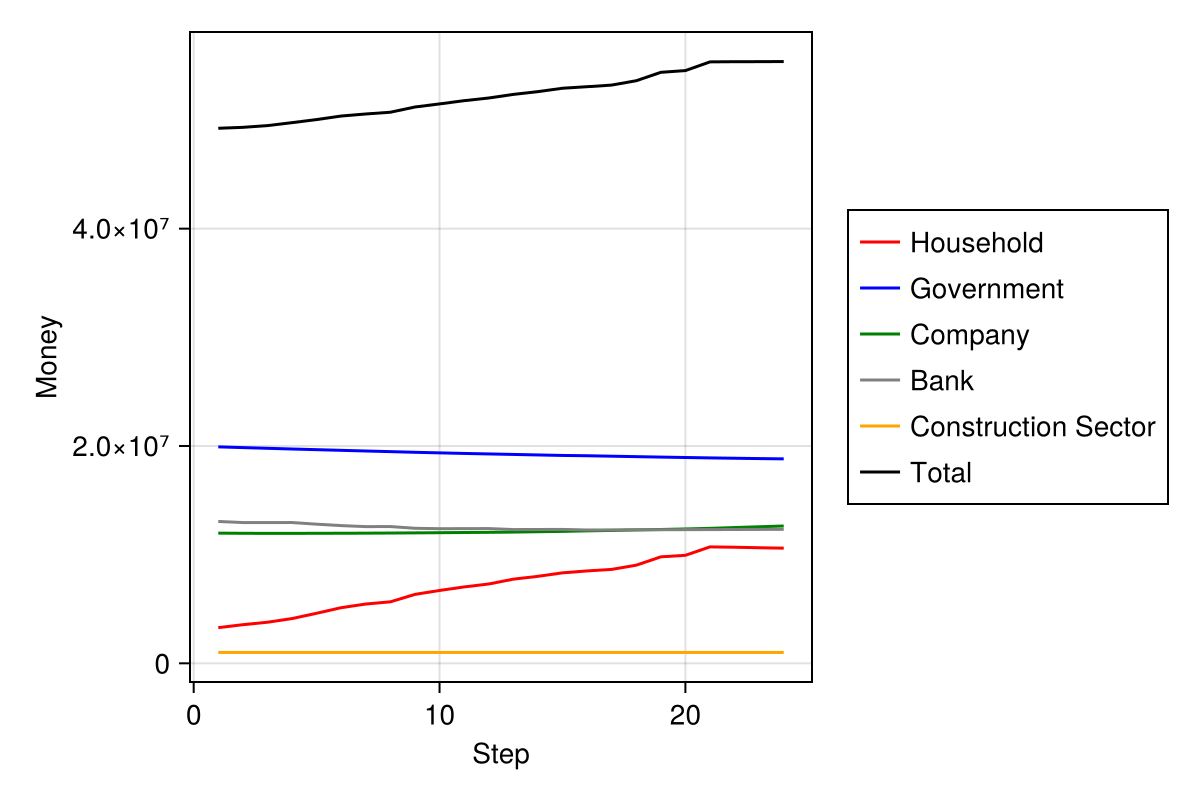 4.0×10⁷
2.0×10⁷
0
Money
0 10 20
Step
Household
Government
Company
Bank
Construction Sector
Total